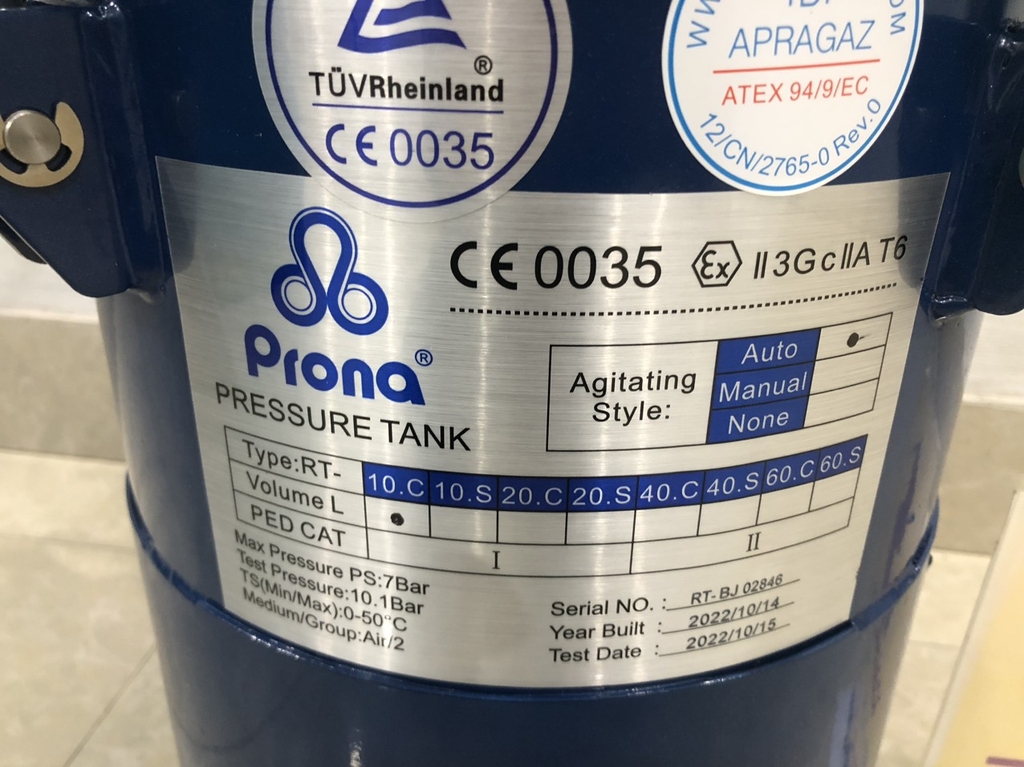 TÜVRheinland®
CE 0035
APRAGAZ
ATEX 94/9/EC
12/CN/2765-0 Rev.0
CE 0035 Ex II 3 G c IIA T6
Prona®
PRESSURE TANK
Agitating Style:
Auto
Manual
None
Type:RT- 10.C 10.S 20.C 20.S 40.C 40.S 60.C 60.S
Volume L
PED CAT I II
Max Pressure PS:7Bar
Test Pressure:10.1Bar
TS(Min/Max):0-50°C
Medium/Group:Air/2
Serial NO. : RT-BJ 02846
Year Built : 2022/10/14
Test Date : 2022/10/15